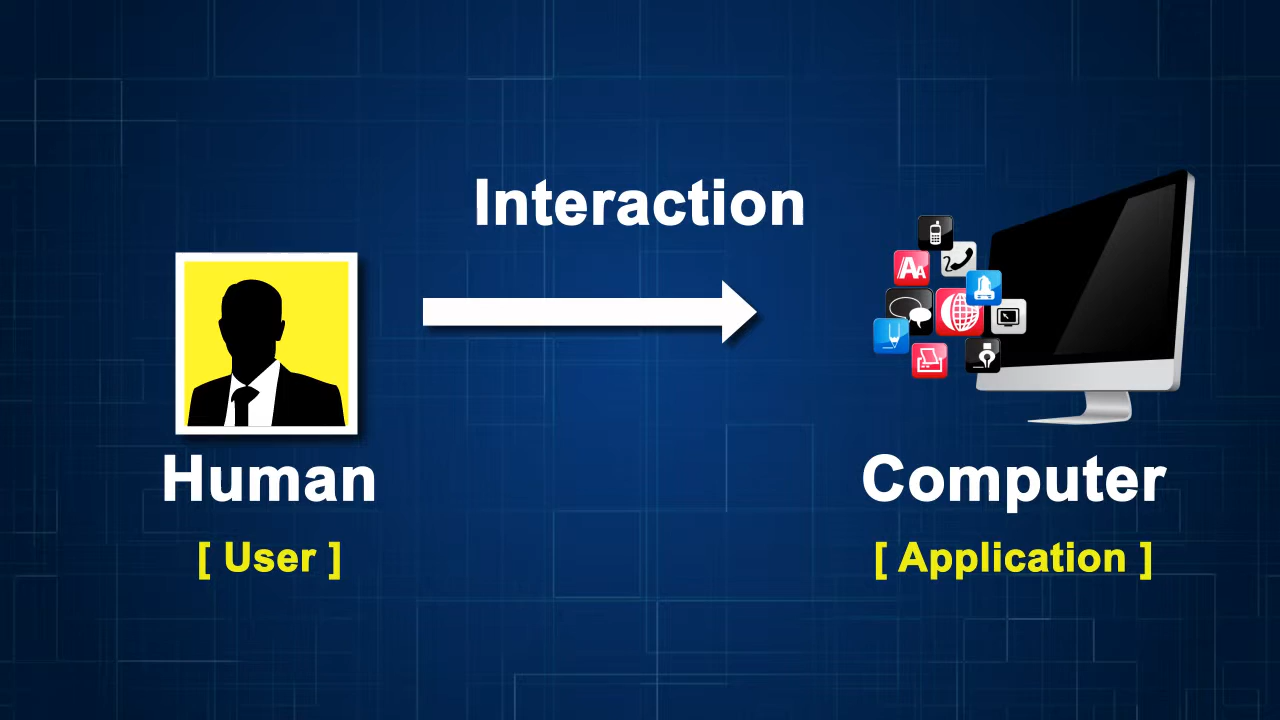 Interaction
Human
Computer
[ User ]
[ Application ]